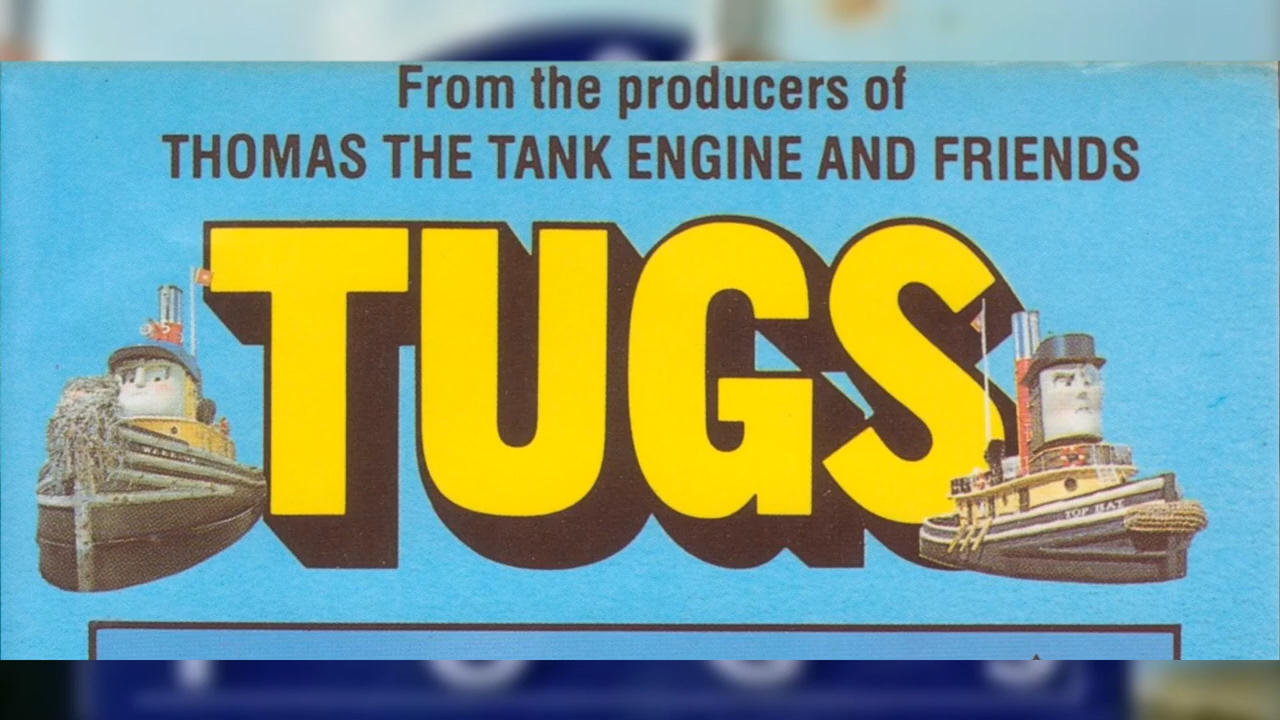 From the producers of
THOMAS THE TANK ENGINE AND FRIENDS
TUGS
TOP HAT